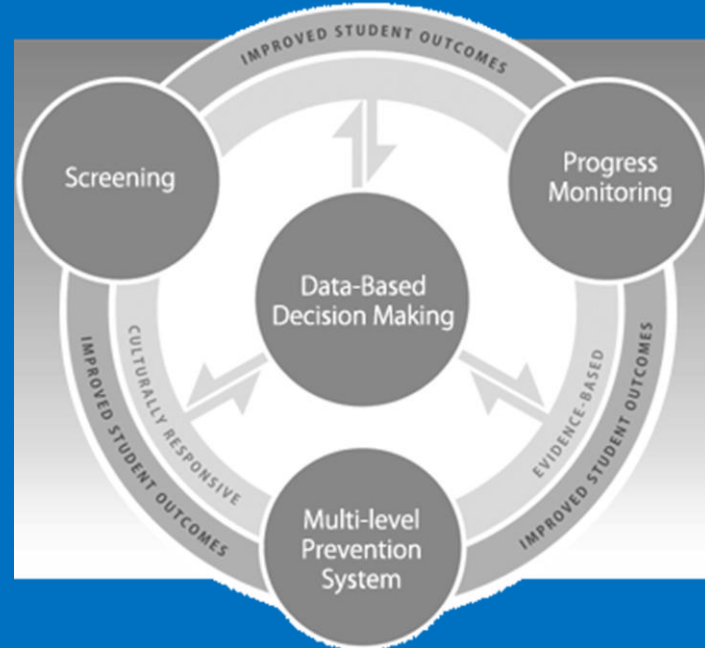 IMPROVED STUDENT OUTCOMES
Screening
Progress
Monitoring
Data-Based
Decision Making
IMPROVED STUDENT OUTCOMES
CULTURALLY RESPONSIVE
EVIDENCE-BASED
IMPROVED STUDENT OUTCOMES
Multi-level
Prevention
System